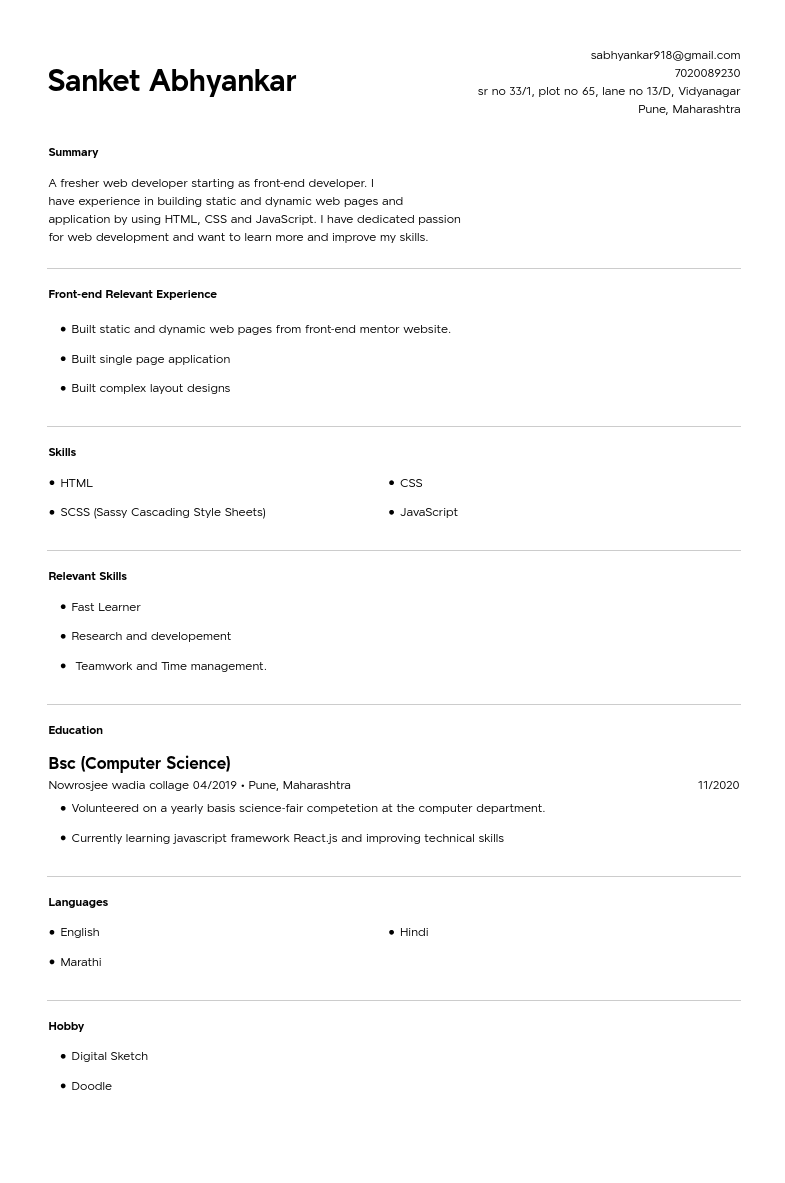 Sanket Abhyankar
sabhyankar918@gmail.com
7020089230
sr no 33/1, plot no 65, lane no 13/D, Vidyanagar
Pune, Maharashtra
Summary
A fresher web developer starting as front-end developer. I
have experience in building static and dynamic web pages and
application by using HTML, CSS and JavaScript. I have dedicated passion
for web development and want to learn more and improve my skills.
Front-end Relevant Experience
• Built static and dynamic web pages from front-end mentor website.
• Built single page application
• Built complex layout designs
Skills
• HTML
• CSS
• SCSS (Sassy Cascading Style Sheets)
• JavaScript
Relevant Skills
• Fast Learner
• Research and developement
• Teamwork and Time management.
Education
Bsc (Computer Science)
Nowrosjee wadia collage 04/2019 • Pune, Maharashtra 11/2020
• Volunteered on a yearly basis science-fair competetion at the computer department.
• Currently learning javascript framework React.js and improving technical skills
Languages
• English
• Hindi
• Marathi
Hobby
• Digital Sketch
• Doodle